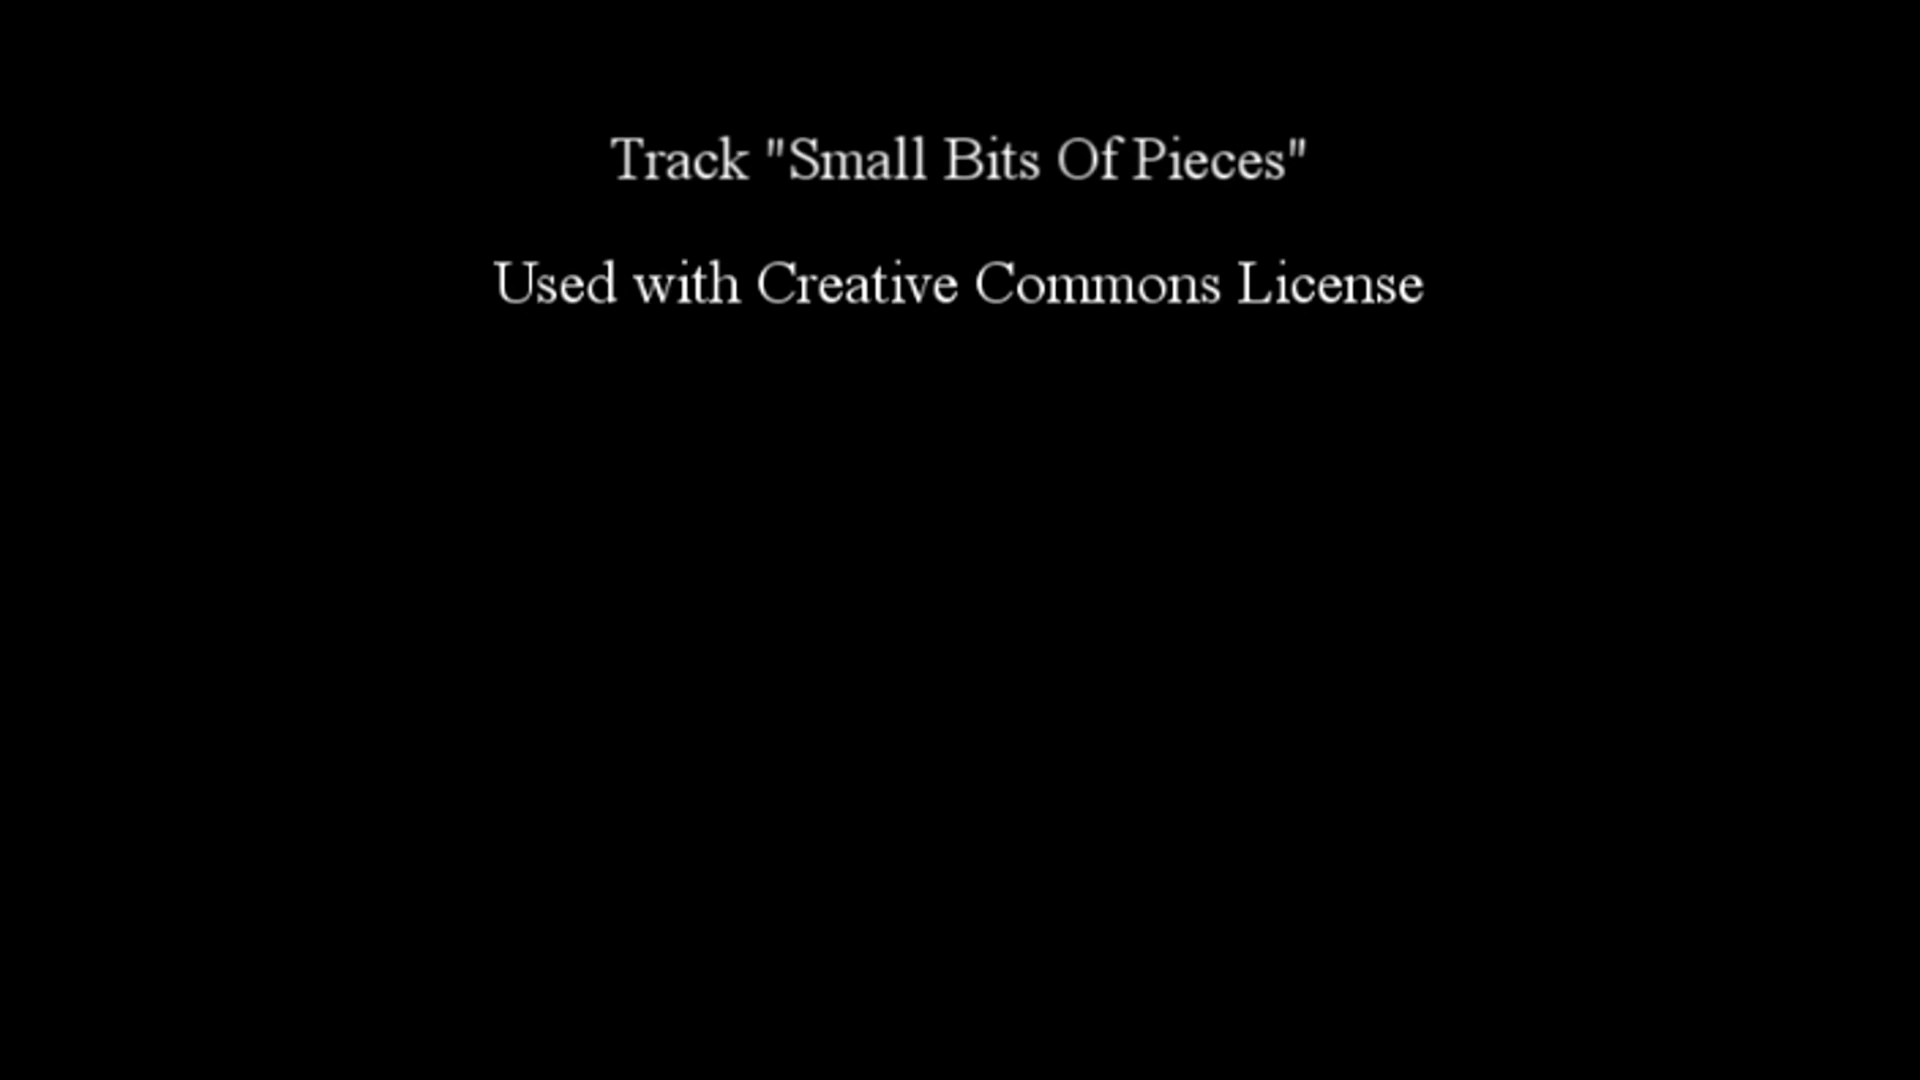 Track "Small Bits Of Pieces"
Used with Creative Commons License